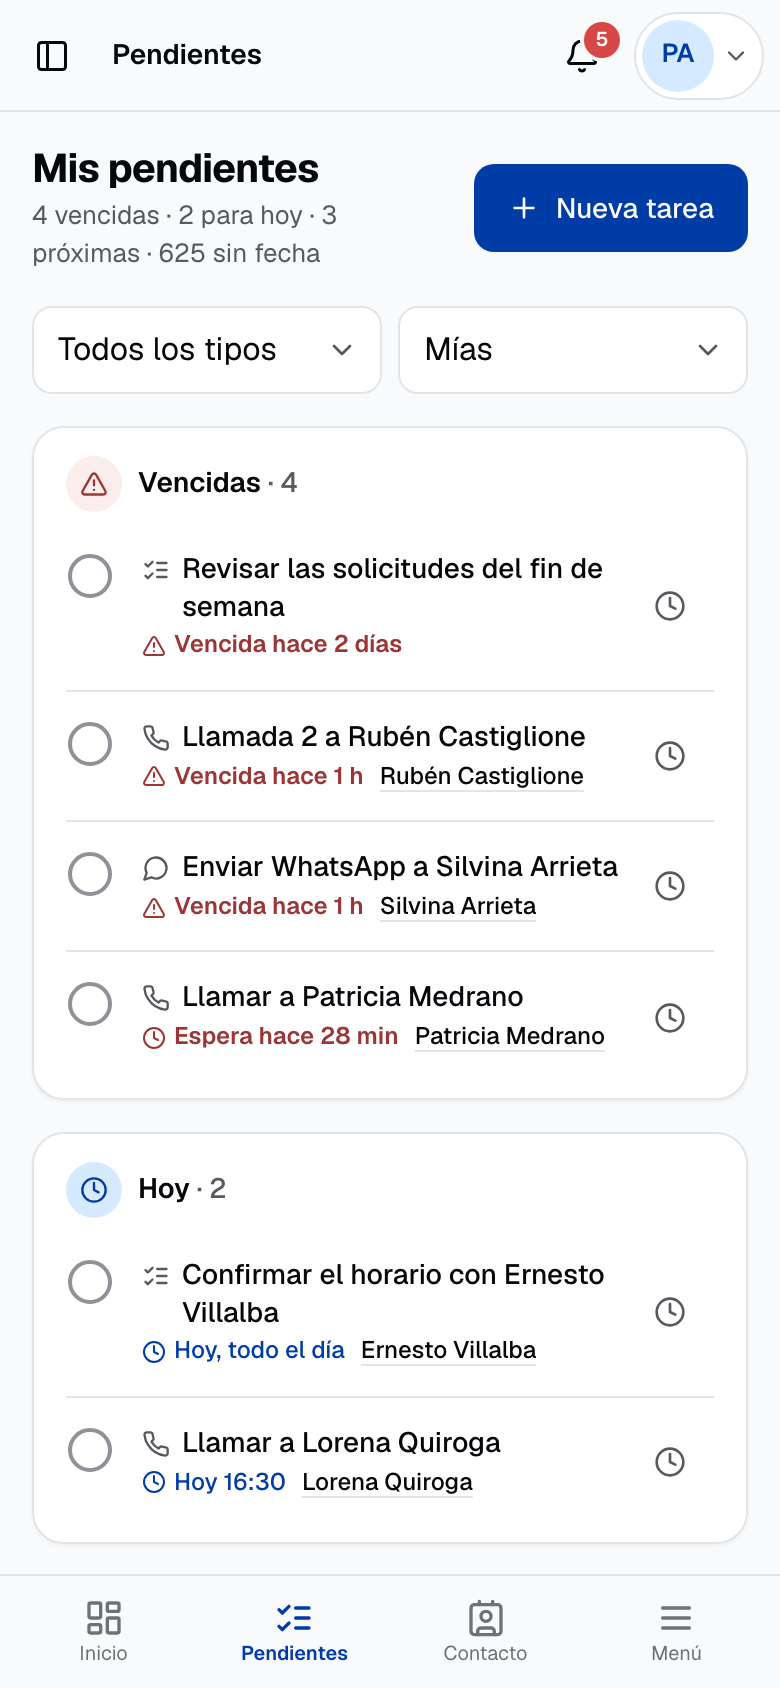 Pendientes
5
PA
Mis pendientes
4 vencidas · 2 para hoy · 3
próximas · 625 sin fecha
Nueva tarea
Todos los tipos
Mías
Vencidas · 4
Revisar las solicitudes del fin de
semana
Vencida hace 2 días
Llamada 2 a Rubén Castiglione
Vencida hace 1 h Rubén Castiglione
Enviar WhatsApp a Silvina Arrieta
Vencida hace 1 h Silvina Arrieta
Llamar a Patricia Medrano
Espera hace 28 min Patricia Medrano
Hoy · 2
Confirmar el horario con Ernesto
Villalba
Hoy, todo el día Ernesto Villalba
Llamar a Lorena Quiroga
Hoy 16:30 Lorena Quiroga
Inicio
Pendientes
Contacto
Menú